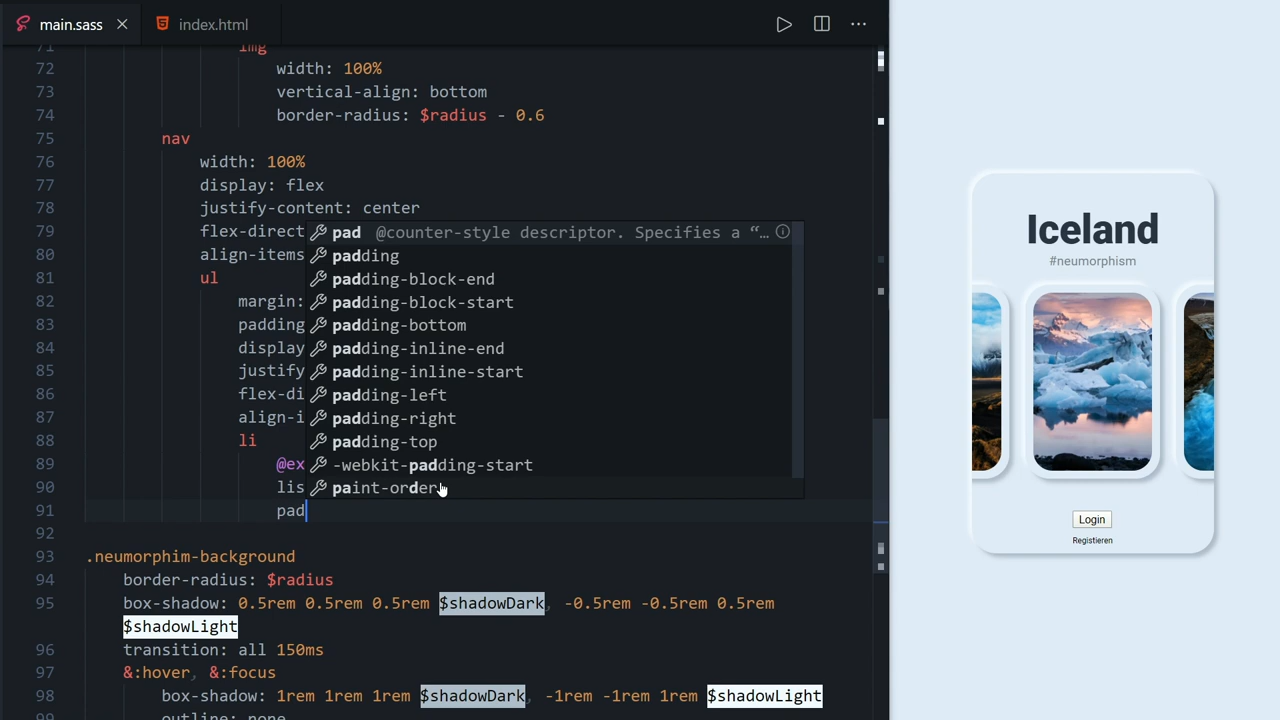 main.sass
index.html
71 img
72 width: 100%
73 vertical-align: bottom
74 border-radius: $radius - 0.6
75 nav
76 width: 100%
77 display: flex
78 justify-content: center
79 flex-direct
80 align-items
81 ul
82 margin:
83 padding
84 display
85 justify
86 flex-di
87 align-i
88 li
89 @ex
90 lis
91 pad
pad @counter-style descriptor. Specifies a “…
padding
padding-block-end
padding-block-start
padding-bottom
padding-inline-end
padding-inline-start
padding-left
padding-right
padding-top
-webkit-padding-start
paint-order
92
93 .neumorphim-background
94 border-radius: $radius
95 box-shadow: 0.5rem 0.5rem 0.5rem $shadowDark, -0.5rem -0.5rem 0.5rem
$shadowLight
96 transition: all 150ms
97 &:hover, &:focus
98 box-shadow: 1rem 1rem 1rem $shadowDark, -1rem -1rem 1rem $shadowLight
99 outline: none
Iceland
#neumorphism
Login
Registieren